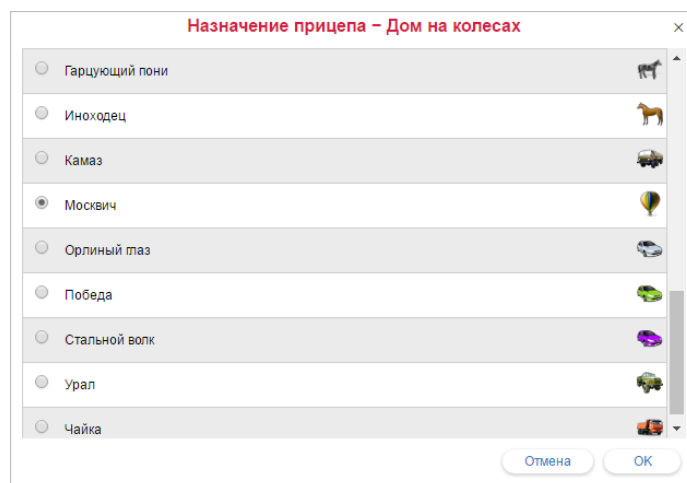 Назначение прицепа – Дом на колесах
Гарцующий пони
Иноходец
Камаз
Москвич
Орлиный глаз
Победа
Стальной волк
Урал
Чайка
Отмена
OK